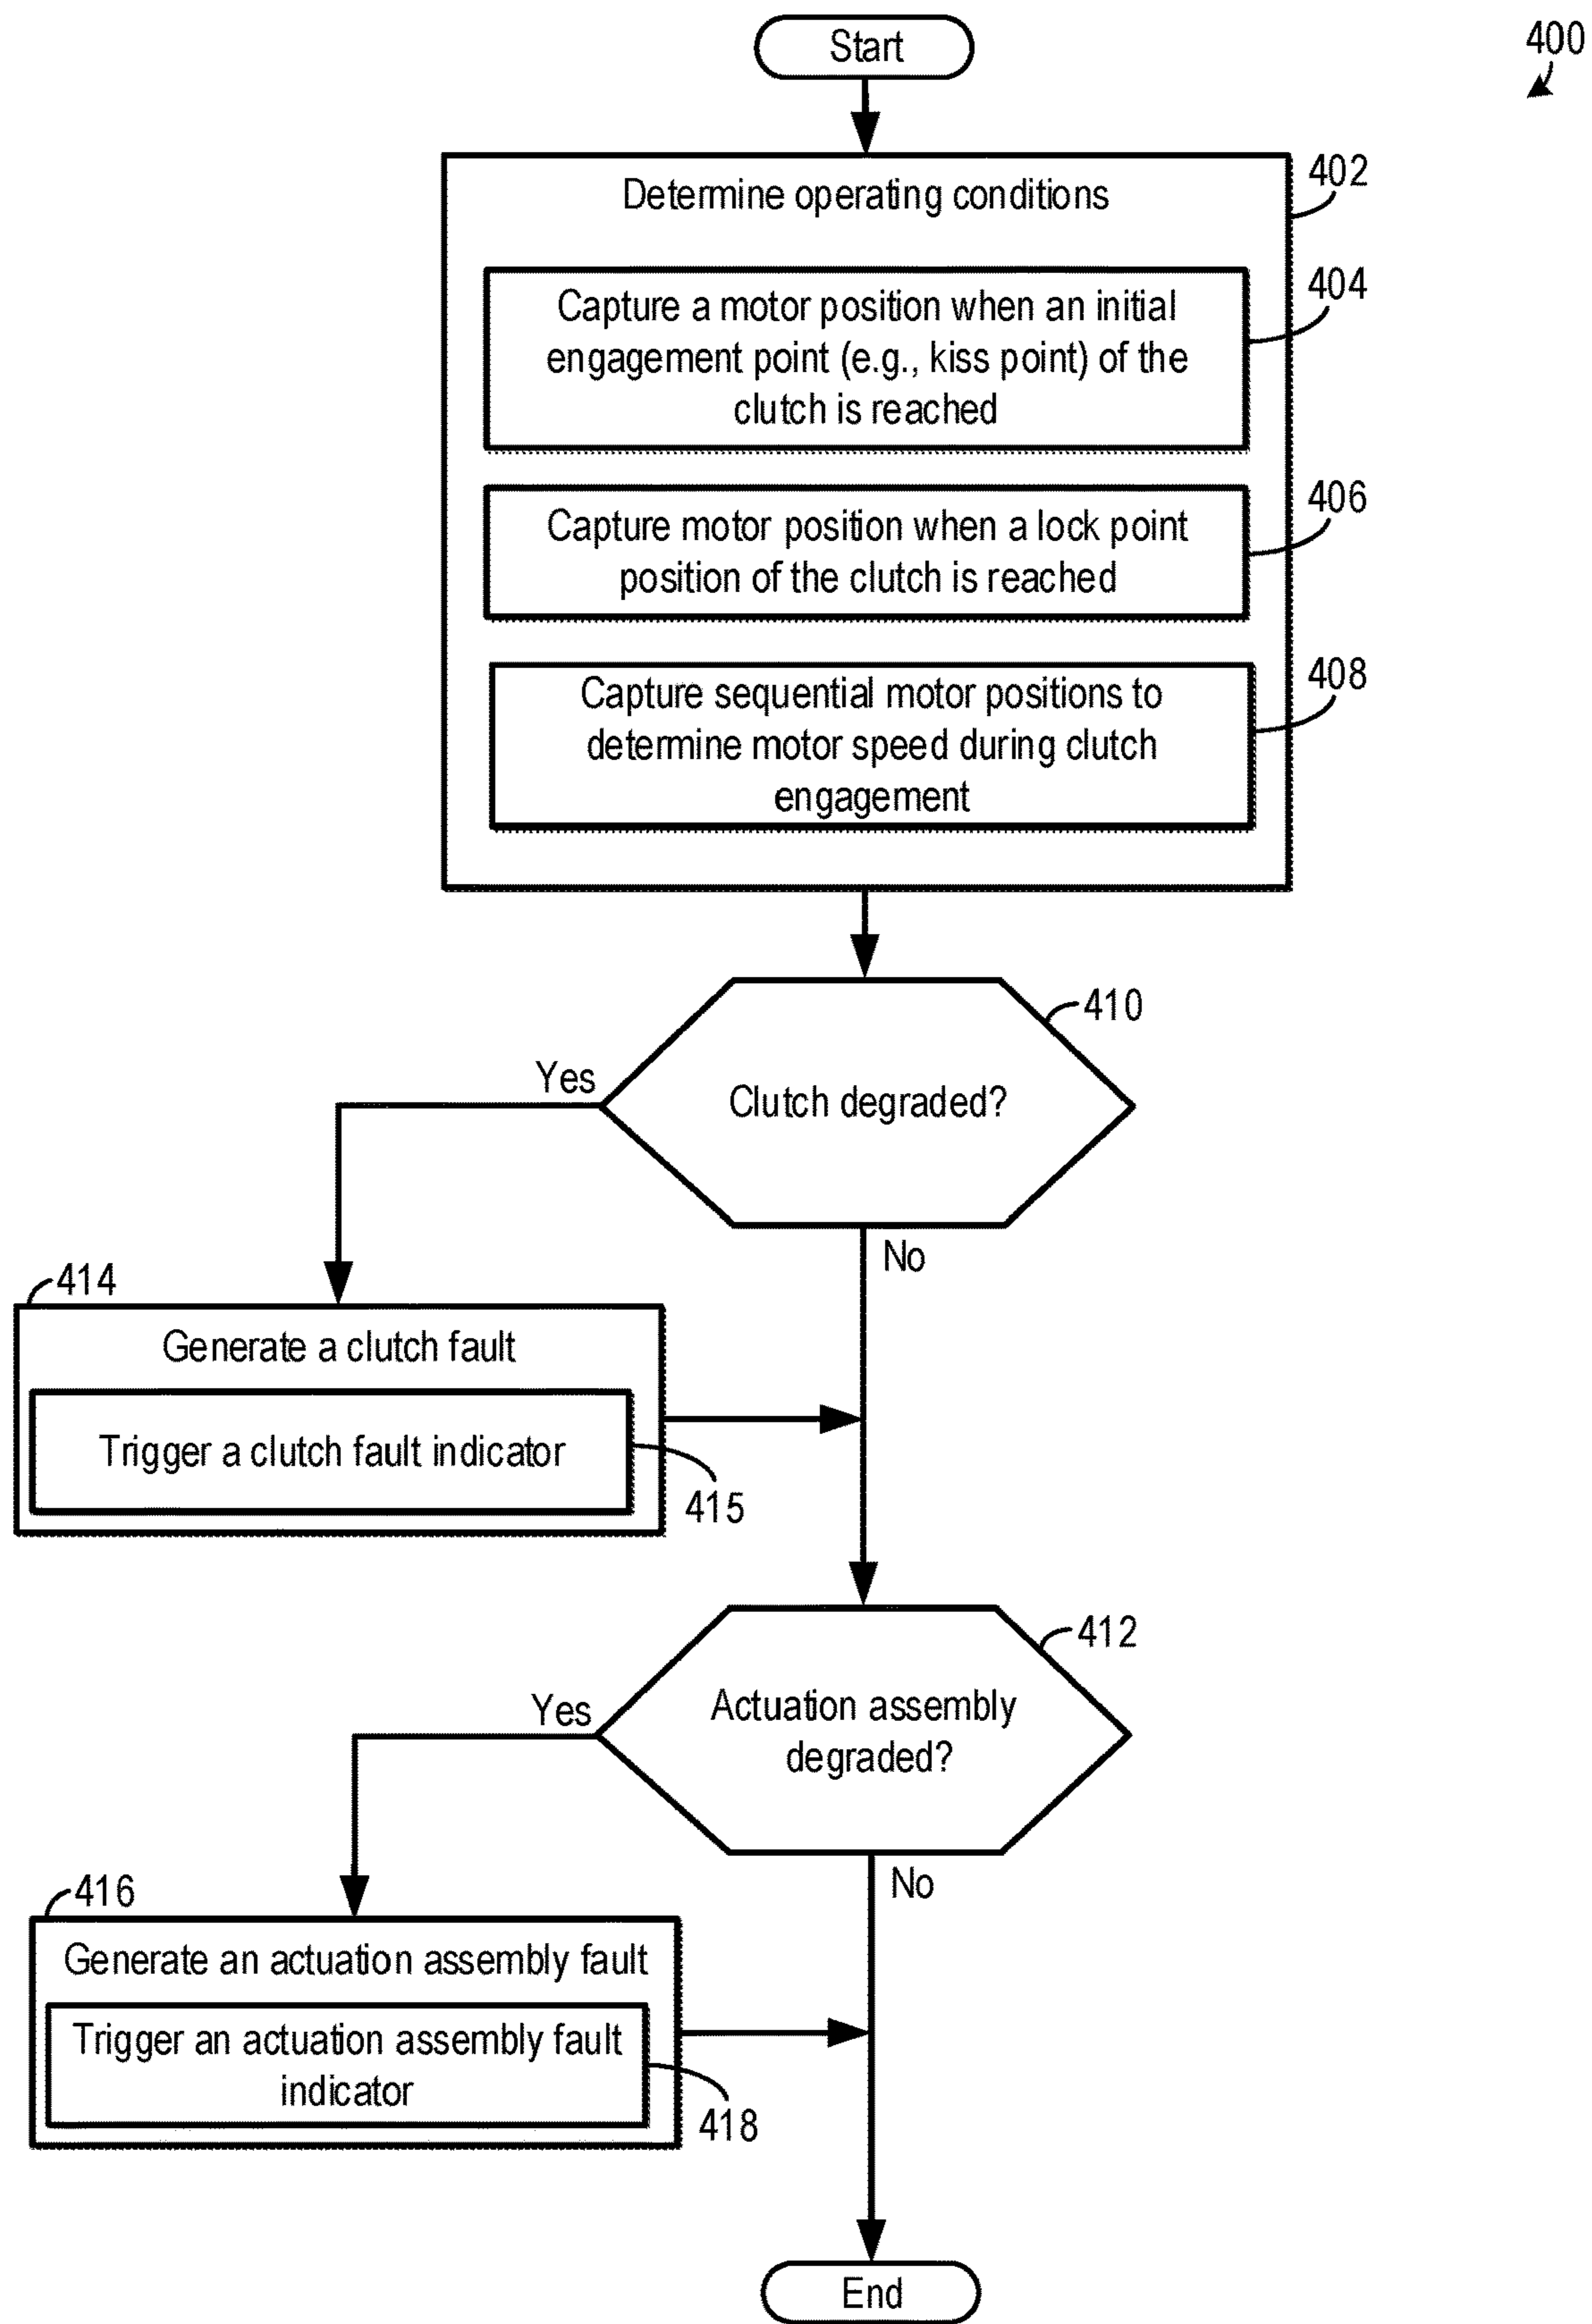 Start
400
Determine operating conditions
402
Capture a motor position when an initial
engagement point (e.g., kiss point) of the
clutch is reached
404
Capture motor position when a lock point
position of the clutch is reached
406
Capture sequential motor positions to
determine motor speed during clutch
engagement
408
410
Yes
Clutch degraded?
No
414
Generate a clutch fault
Trigger a clutch fault indicator
415
412
Yes
Actuation assembly
degraded?
No
416
Generate an actuation assembly fault
Trigger an actuation assembly fault
indicator
418
End